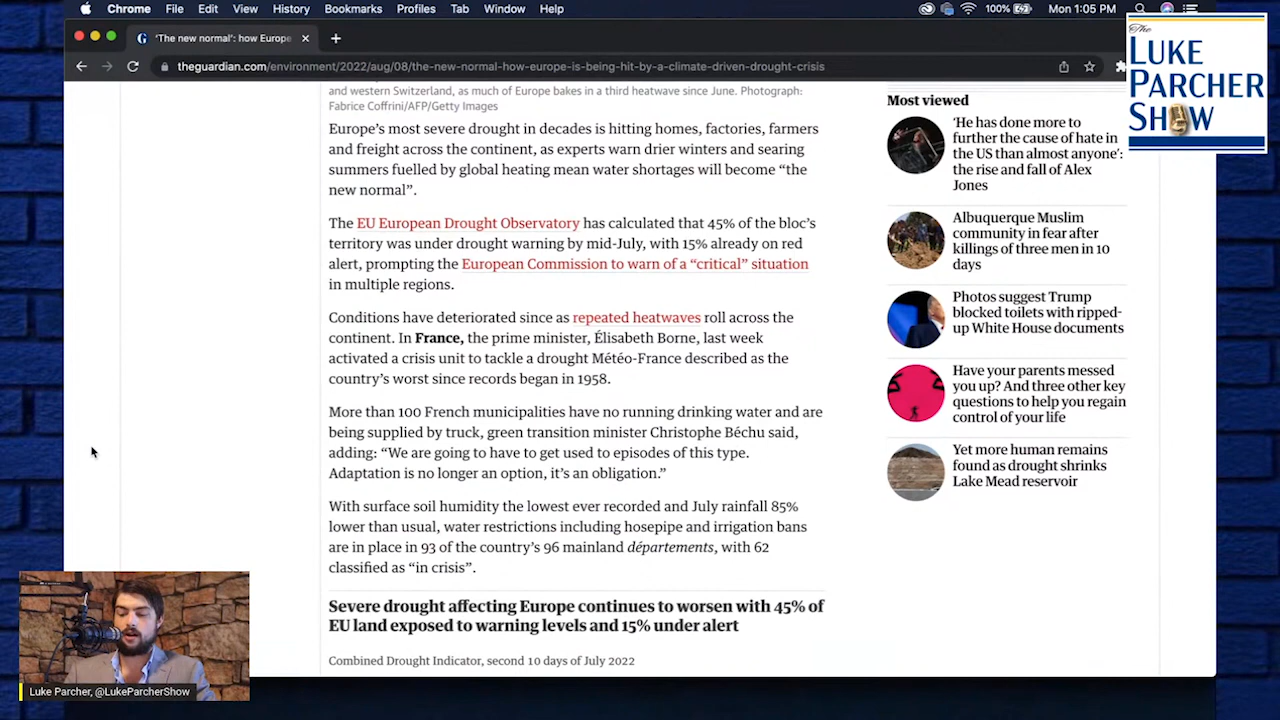 Chrome File Edit View History Bookmarks Profiles Tab Window Help 100% Mon 1:05 PM
'The new normal': how Europe
theguardian.com/environment/2022/aug/08/the-new-normal-how-europe-is-being-hit-by-a-climate-driven-drought-crisis
The
LUKE
PARCHER
SHOW
and western Switzerland, as much of Europe bakes in a third heatwave since June. Photograph:
Fabrice Coffrini/AFP/Getty Images
Europe's most severe drought in decades is hitting homes, factories, farmers
and freight across the continent, as experts warn drier winters and searing
summers fuelled by global heating mean water shortages will become “the
new normal”.
The EU European Drought Observatory has calculated that 45% of the bloc's
territory was under drought warning by mid-July, with 15% already on red
alert, prompting the European Commission to warn of a “critical” situation
in multiple regions.
Conditions have deteriorated since as repeated heatwaves roll across the
continent. In France, the prime minister, Élisabeth Borne, last week
activated a crisis unit to tackle a drought Météo-France described as the
country's worst since records began in 1958.
More than 100 French municipalities have no running drinking water and are
being supplied by truck, green transition minister Christophe Béchu said,
adding: “We are going to have to get used to episodes of this type.
Adaptation is no longer an option, it's an obligation.”
With surface soil humidity the lowest ever recorded and July rainfall 85%
lower than usual, water restrictions including hosepipe and irrigation bans
are in place in 93 of the country's 96 mainland départements, with 62
classified as “in crisis”.
Severe drought affecting Europe continues to worsen with 45% of
EU land exposed to warning levels and 15% under alert
Combined Drought Indicator, second 10 days of July 2022
Most viewed
‘He has done more to
further the cause of hate in
the US than almost anyone’:
the rise and fall of Alex
Jones
Albuquerque Muslim
community in fear after
killings of three men in 10
days
Photos suggest Trump
blocked toilets with ripped-
up White House documents
Have your parents messed
you up? And three other key
questions to help you regain
control of your life
Yet more human remains
found as drought shrinks
Lake Mead reservoir
Luke Parcher, @LukeParcherShow